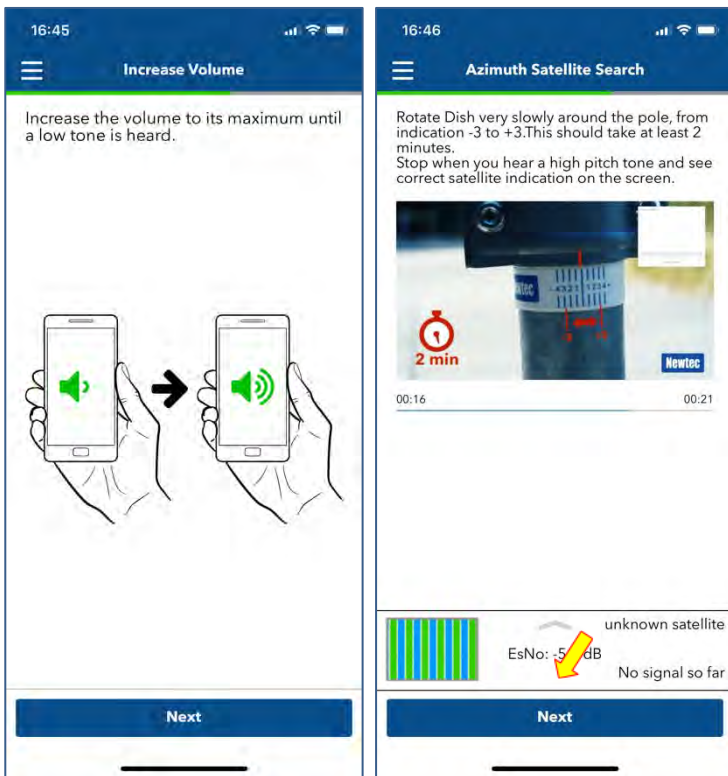 16:45
Increase Volume
Increase the volume to its maximum until
a low tone is heard.
Next
16:46
Azimuth Satellite Search
Rotate Dish very slowly around the pole, from
indication -3 to +3.This should take at least 2
minutes.
Stop when you hear a high pitch tone and see
correct satellite indication on the screen.
2 min
Newtec
00:16
00:21
unknown satellite
EsNo: dB
No signal so far
Next